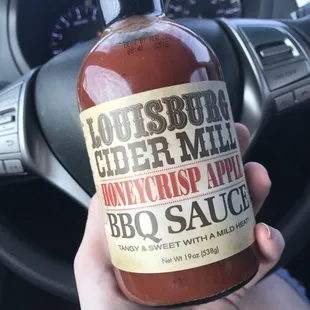 LOUISBURG
CIDER MILL
HONEYCRISP APPLE
BBQ SAUCE
TANGY & SWEET WITH A MILD HEAT
Net Wt 19oz (538g)